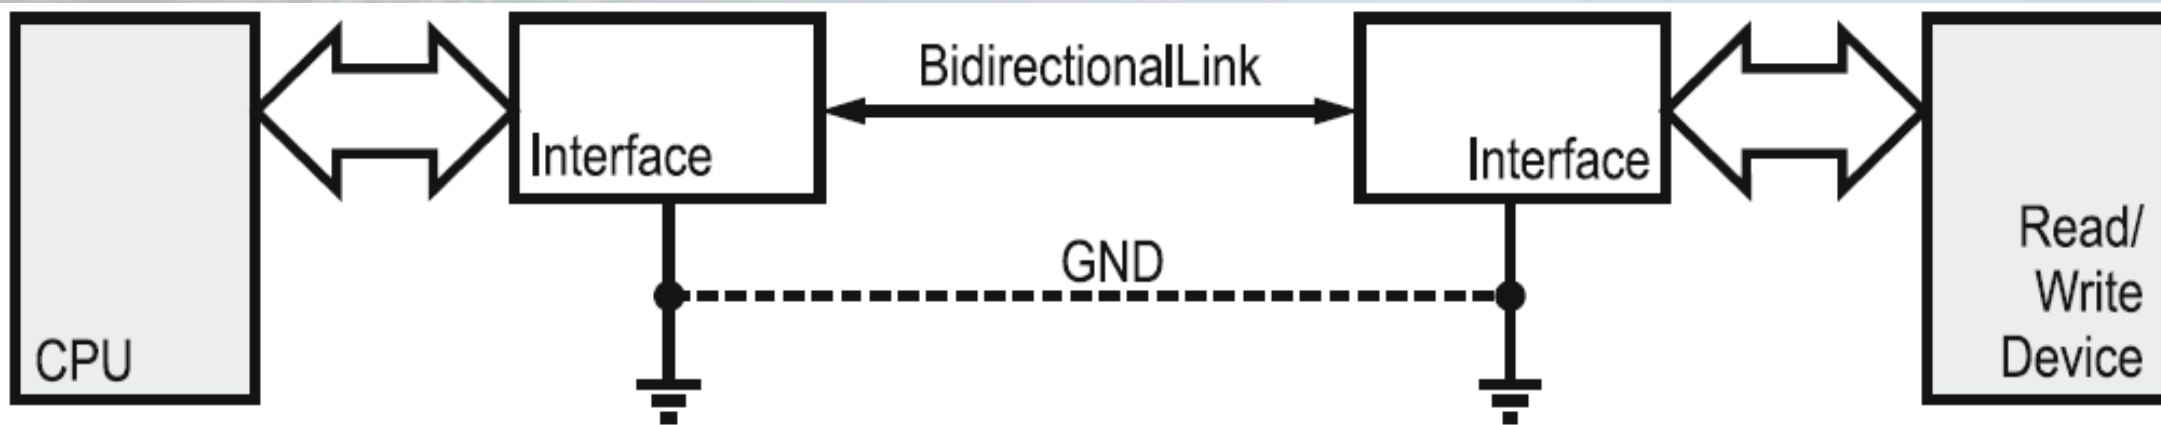 BidirectionalLink
Interface
Interface
GND
CPU
Read/
Write
Device